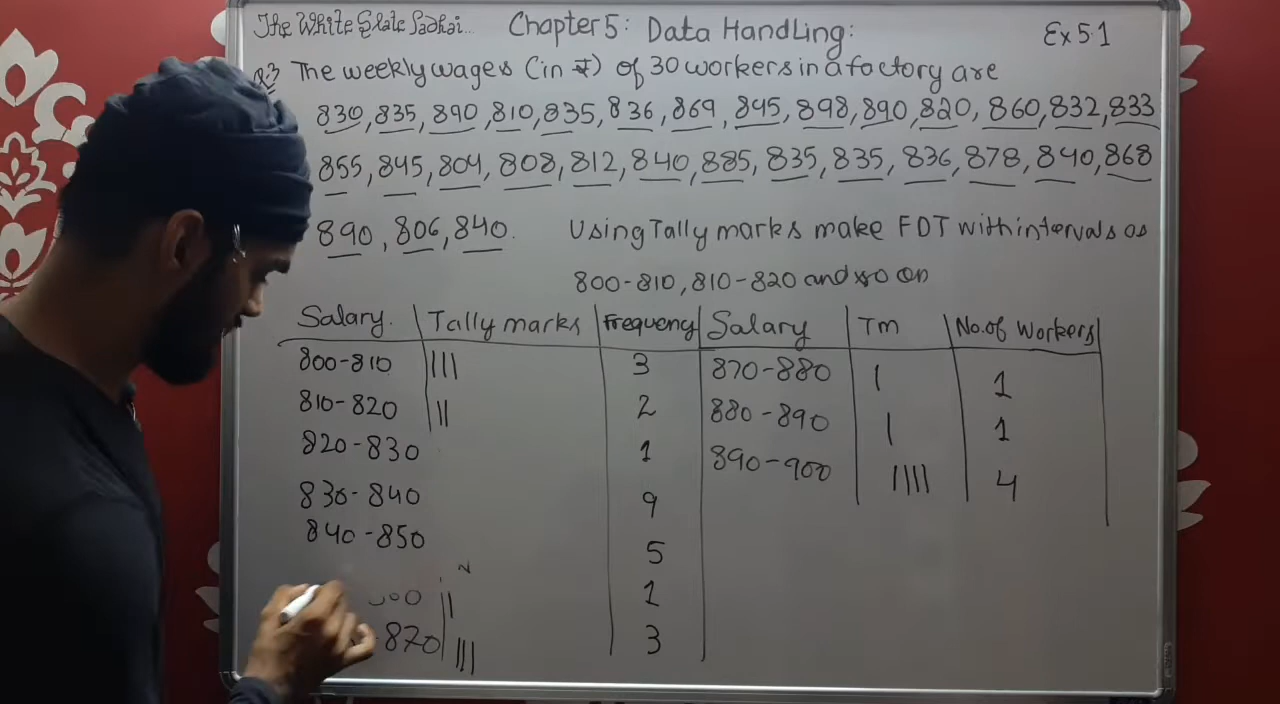 The White Slate Padhai... Chapter 5: Data Handling: Ex 5.1
Q.3 The weekly wages (in ₹) of 30 workers in a factory are
830, 835, 890, 810, 835, 836, 869, 845, 898, 890, 820, 860, 832, 833
855, 845, 804, 808, 812, 840, 885, 835, 835, 836, 878, 840, 868
890, 806, 840. Using Tally marks make FDT with intervals as
800-810, 810-820 and so on
Salary. Tally marks Frequency Salary Tm No. of Workers
800-810 ||| 3 870-880 | 1
810-820 || 2 880-890 | 1
820-830 1 890-900 |||| 4
830-840 9
840-850 5
| 1
870 ||| 3